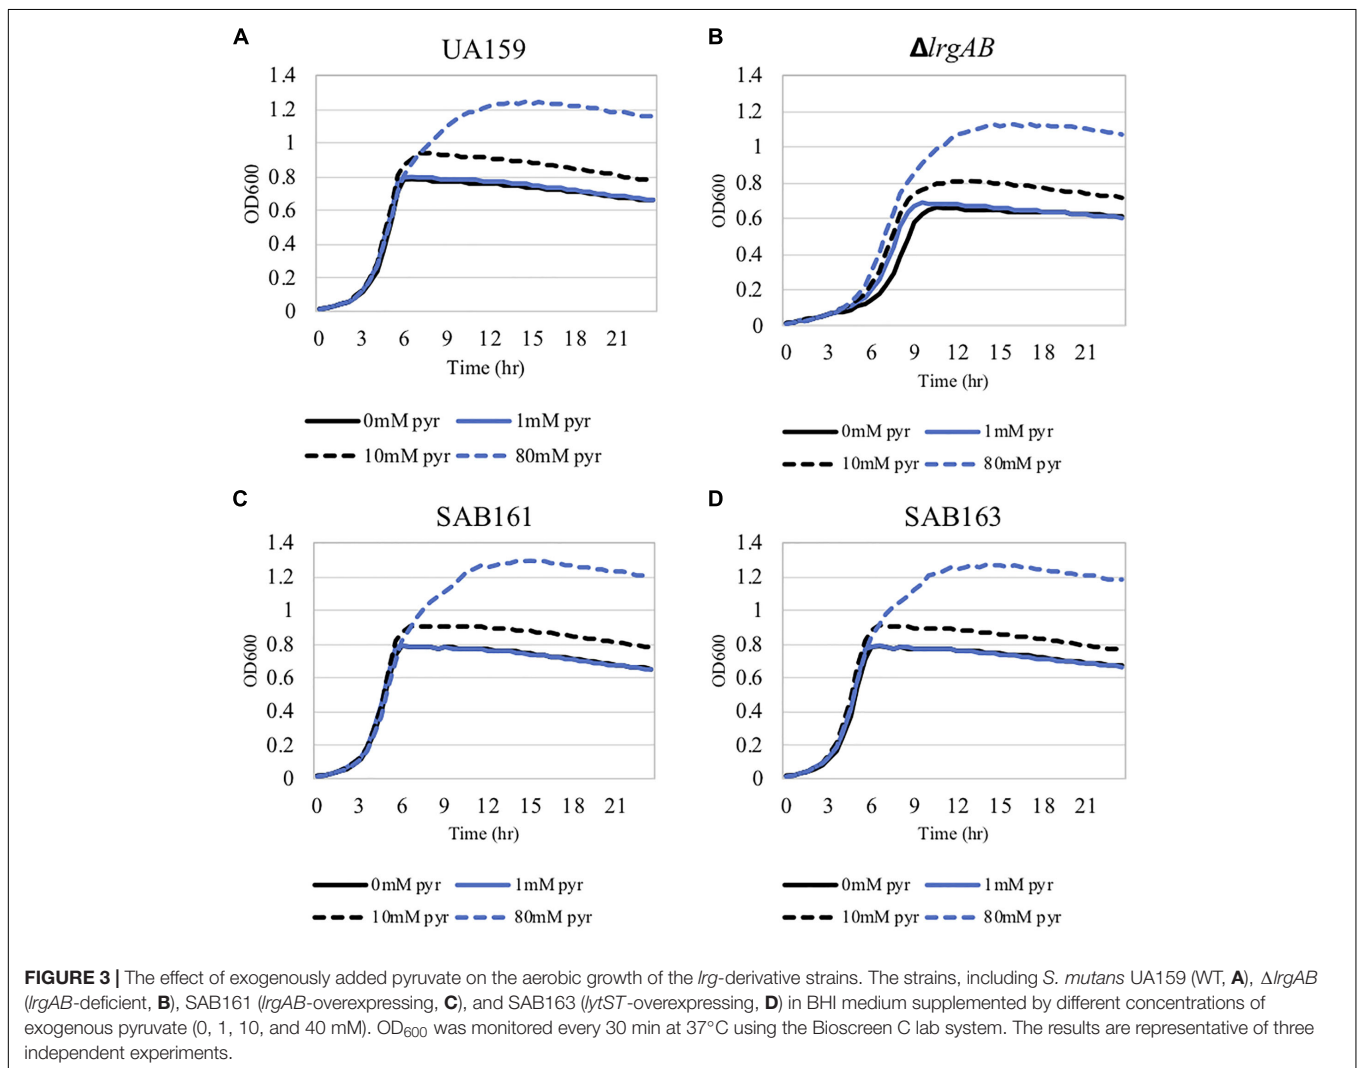 A
UA159
1.4
1.2
1
0.8
0.6
0.4
0.2
0
OD600
0 3 6 9 12 15 18 21
Time (hr)
0mM pyr 1mM pyr
10mM pyr 80mM pyr
B
ΔlrgAB
1.4
1.2
1
0.8
0.6
0.4
0.2
0
OD600
0 3 6 9 12 15 18 21
Time (hr)
0mM pyr 1mM pyr
10mM pyr 80mM pyr
C
SAB161
1.4
1.2
1
0.8
0.6
0.4
0.2
0
OD600
0 3 6 9 12 15 18 21
Time (hr)
0mM pyr 1mM pyr
10mM pyr 80mM pyr
D
SAB163
1.4
1.2
1
0.8
0.6
0.4
0.2
0
OD600
0 3 6 9 12 15 18 21
Time (hr)
0mM pyr 1mM pyr
10mM pyr 80mM pyr
FIGURE 3 | The effect of exogenously added pyruvate on the aerobic growth of the lrg-derivative strains. The strains, including S. mutans UA159 (WT, A), ΔlrgAB
(lrgAB-deficient, B), SAB161 (lrgAB-overexpressing, C), and SAB163 (lytST-overexpressing, D) in BHI medium supplemented by different concentrations of
exogenous pyruvate (0, 1, 10, and 40 mM). OD600 was monitored every 30 min at 37°C using the Bioscreen C lab system. The results are representative of three
independent experiments.